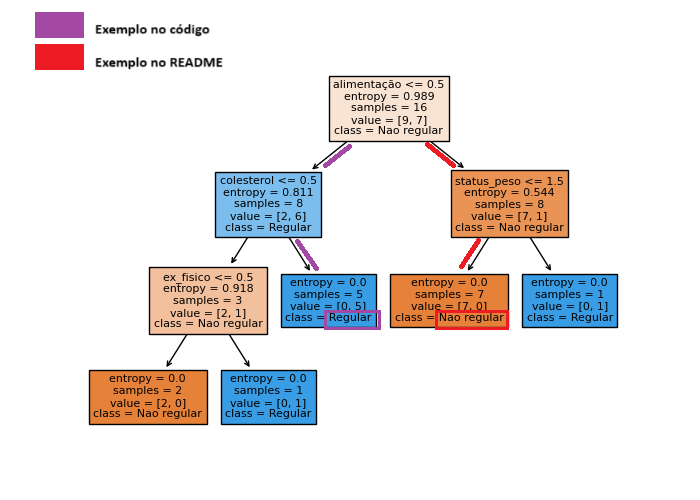 Exemplo no código
Exemplo no README
alimentação <= 0.5
entropy = 0.989
samples = 16
value = [9, 7]
class = Nao regular
colesterol <= 0.5
entropy = 0.811
samples = 8
value = [2, 6]
class = Regular
status_peso <= 1.5
entropy = 0.544
samples = 8
value = [7, 1]
class = Nao regular
ex_fisico <= 0.5
entropy = 0.918
samples = 3
value = [2, 1]
class = Nao regular
entropy = 0.0
samples = 5
value = [0, 5]
class = Regular
entropy = 0.0
samples = 7
value = [7, 0]
class = Nao regular
entropy = 0.0
samples = 1
value = [0, 1]
class = Regular
entropy = 0.0
samples = 2
value = [2, 0]
class = Nao regular
entropy = 0.0
samples = 1
value = [0, 1]
class = Regular